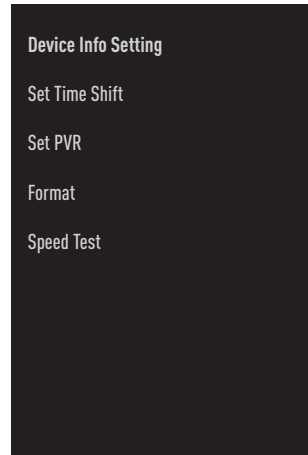 Device Info Setting
Set Time Shift
Set PVR
Format
Speed Test